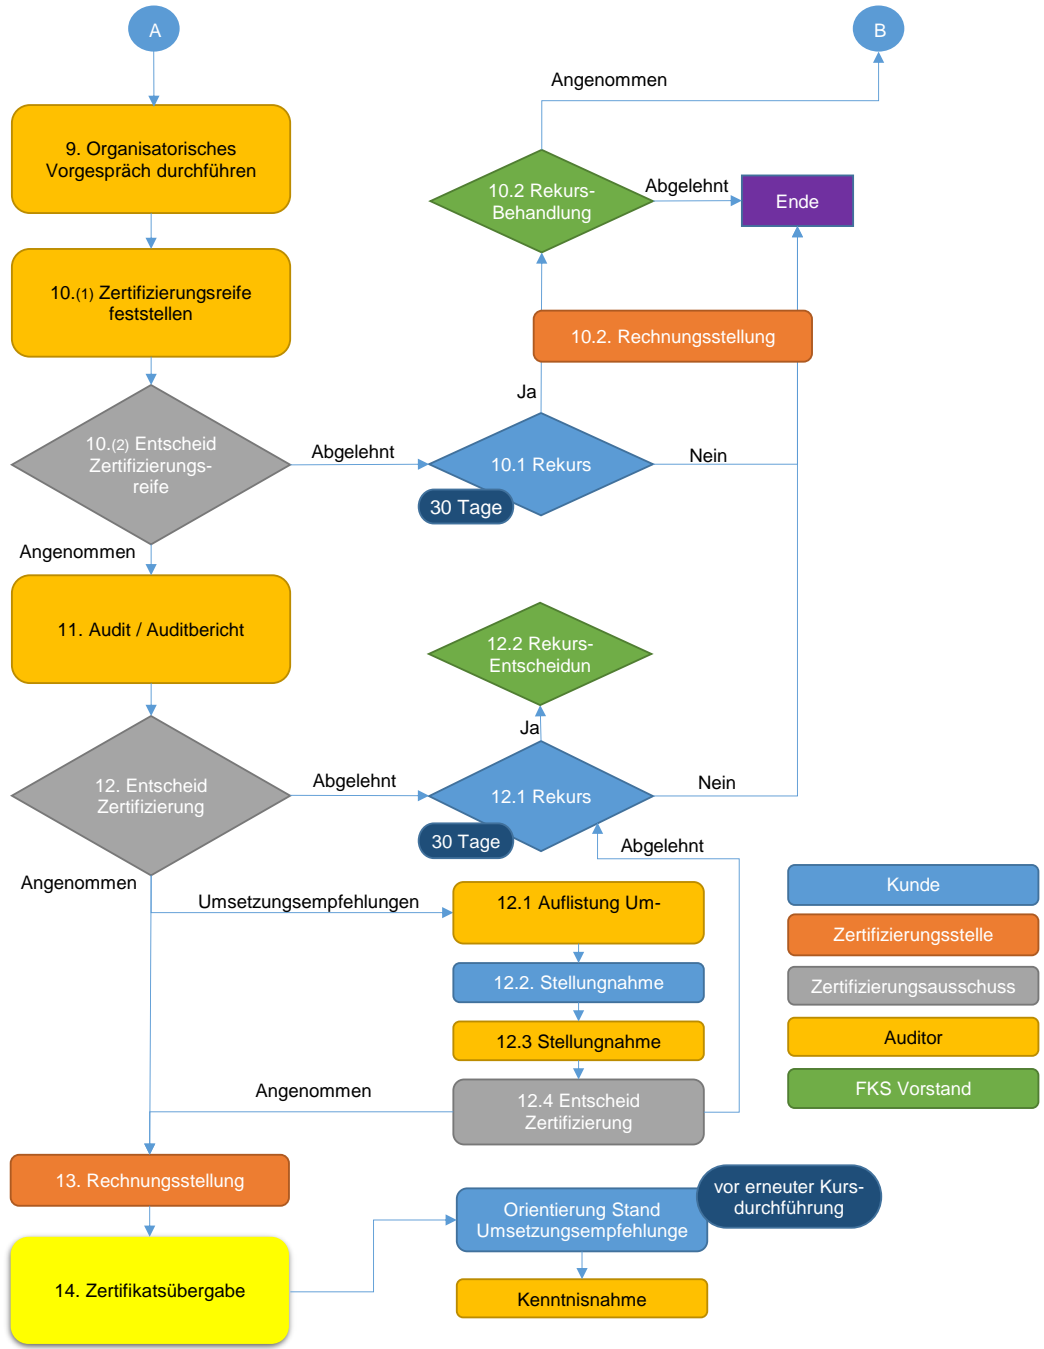 A
B
Angenommen
9. Organisatorisches
Vorgespräch durchführen
10.2 Rekurs-
Behandlung
Abgelehnt
Ende
10.(1) Zertifizierungsreife
feststellen
10.2. Rechnungsstellung
Ja
10.(2) Entscheid
Zertifizierungs-
reife
Abgelehnt
10.1 Rekurs
Nein
30 Tage
Angenommen
11. Audit / Auditbericht
12.2 Rekurs-
Entscheidun
Ja
12. Entscheid
Zertifizierung
Abgelehnt
12.1 Rekurs
Nein
30 Tage
Abgelehnt
Angenommen
Umsetzungsempfehlungen
12.1 Auflistung Um-
12.2. Stellungnahme
12.3 Stellungnahme
Angenommen
12.4 Entscheid
Zertifizierung
Kunde
Zertifizierungsstelle
Zertifizierungsausschuss
Auditor
FKS Vorstand
13. Rechnungsstellung
Orientierung Stand
Umsetzungsempfehlunge
vor erneuter Kurs-
durchführung
14. Zertifikatsübergabe
Kenntnisnahme